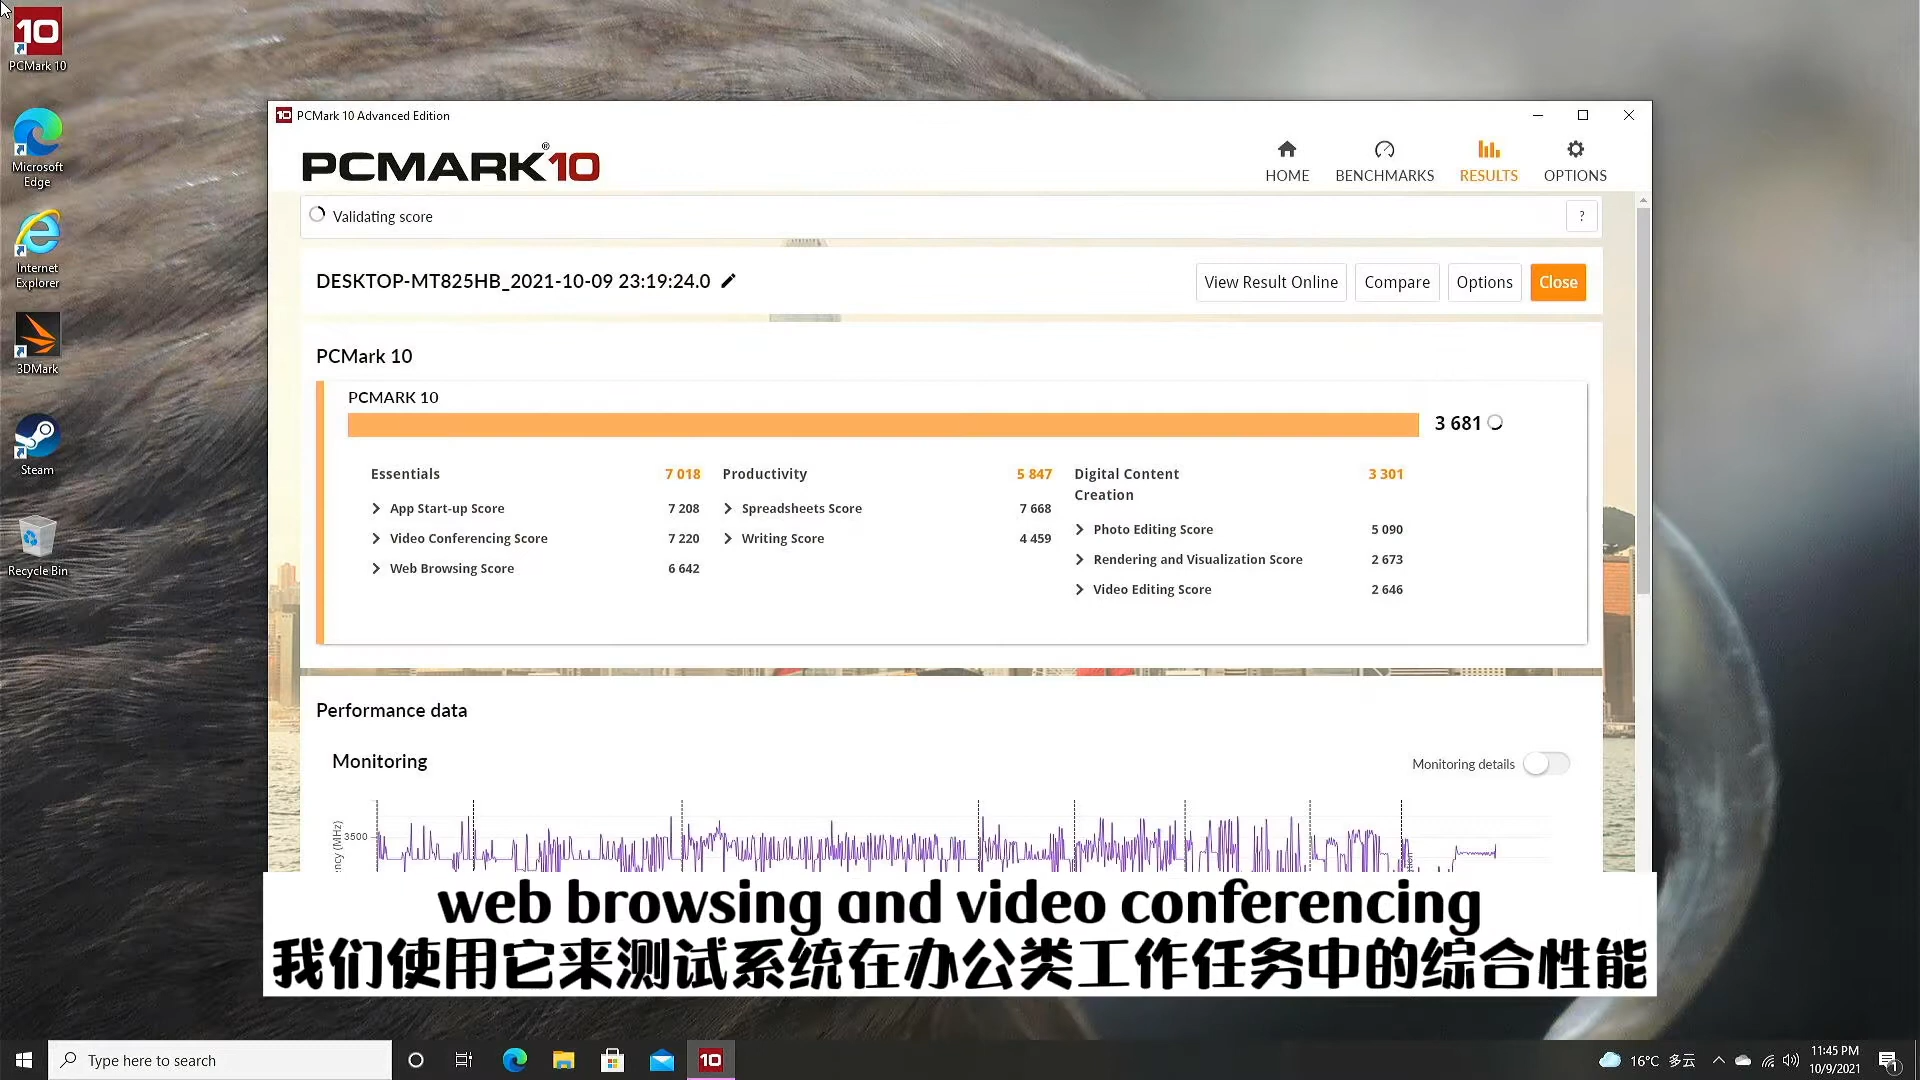 10
PCMark 10
Microsoft
Edge
Internet
Explorer
3DMark
Steam
Recycle Bin
10 PCMark 10 Advanced Edition
PCMARK®10
HOME BENCHMARKS RESULTS OPTIONS
Validating score ?
DESKTOP-MT825HB_2021-10-09 23:19:24.0 View Result Online Compare Options Close
PCMark 10
PCMARK 10
3 681
Essentials 7 018 Productivity 5 847 Digital Content Creation 3 301
App Start-up Score 7 208 Spreadsheets Score 7 668 Photo Editing Score 5 090
Video Conferencing Score 7 220 Writing Score 4 459 Rendering and Visualization Score 2 673
Web Browsing Score 6 642 Video Editing Score 2 646
Performance data
Monitoring Monitoring details
3500
(MHz)
web browsing and video conferencing
我们使用它来测试系统在办公类工作任务中的综合性能
Type here to search 10 16°C 多云 11:45 PM
10/9/2021 1